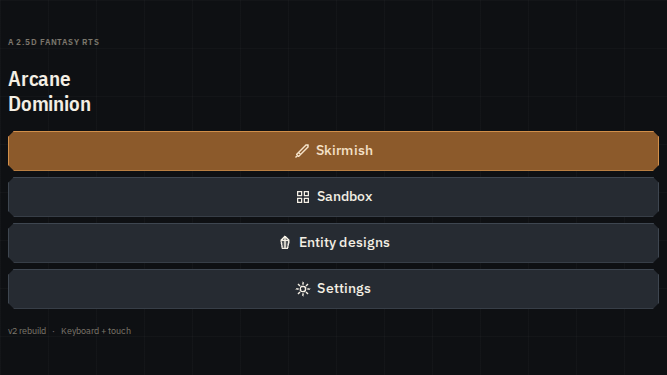 A 2.5D FANTASY RTS
Arcane
Dominion
Skirmish
Sandbox
Entity designs
Settings
v2 rebuild · Keyboard + touch